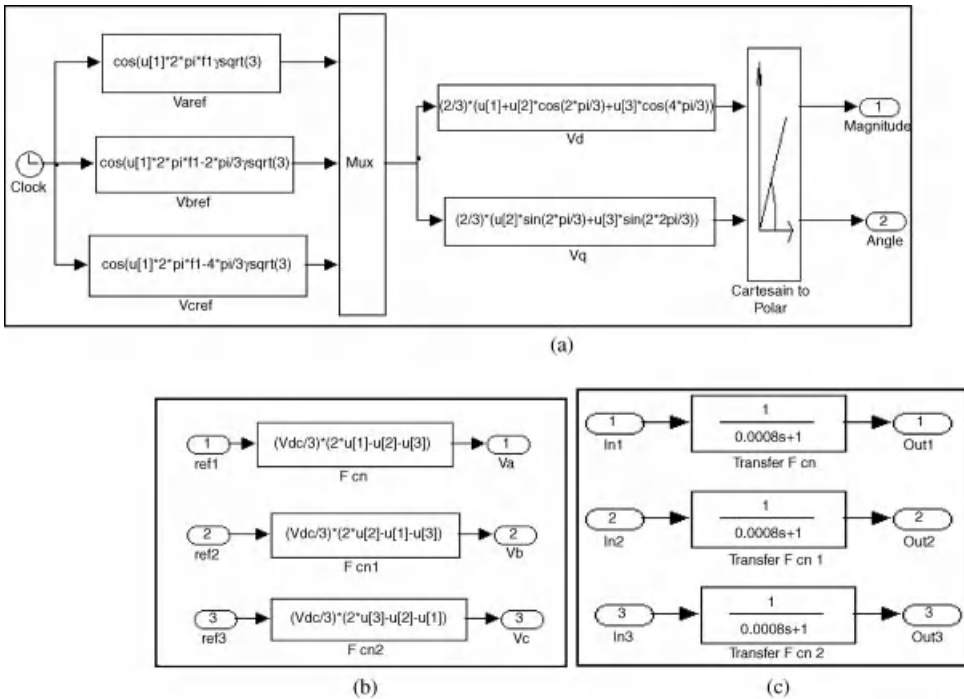 cos(u[1]*2*pi*f1γsqrt(3)
Varef
Clock
cos(u[1]*2*pi*f1-2*pi/3γsqrt(3)
Vbref
cos(u[1]*2*pi*f1-4*pi/3γsqrt(3)
Vcref
Mux
(2/3)*(u[1]+u[2]*cos(2*pi/3)+u[3]*cos(4*pi/3))
Vd
(2/3)*(u[2]*sin(2*pi/3)+u[3]*sin(2*2pi/3))
Vq
Cartesain to
Polar
1
Magnitude
2
Angle
(a)
1
ref1
(Vdc/3)*(2*u[1]-u[2]-u[3])
F cn
1
Va
2
ref2
(Vdc/3)*(2*u[2]-u[1]-u[3])
F cn1
2
Vb
3
ref3
(Vdc/3)*(2*u[3]-u[2]-u[1])
F cn2
3
Vc
(b)
1
In1
1
0.0008s+1
Transfer F cn
1
Out1
2
In2
1
0.0008s+1
Transfer F cn 1
2
Out2
3
In3
1
0.0008s+1
Transfer F cn 2
3
Out3
(c)